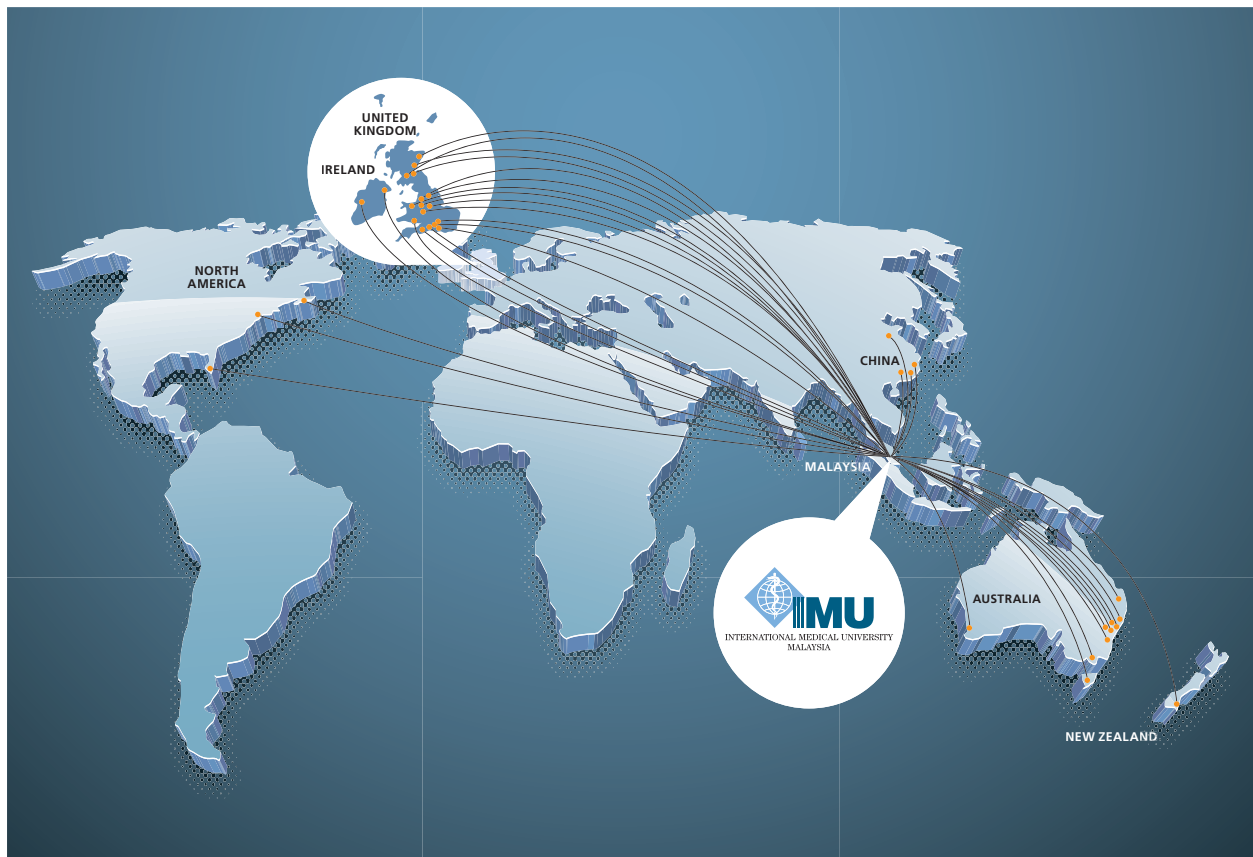 UNITED
KINGDOM
IRELAND
NORTH
AMERICA
CHINA
MALAYSIA
IMU
INTERNATIONAL MEDICAL UNIVERSITY
MALAYSIA
AUSTRALIA
NEW ZEALAND